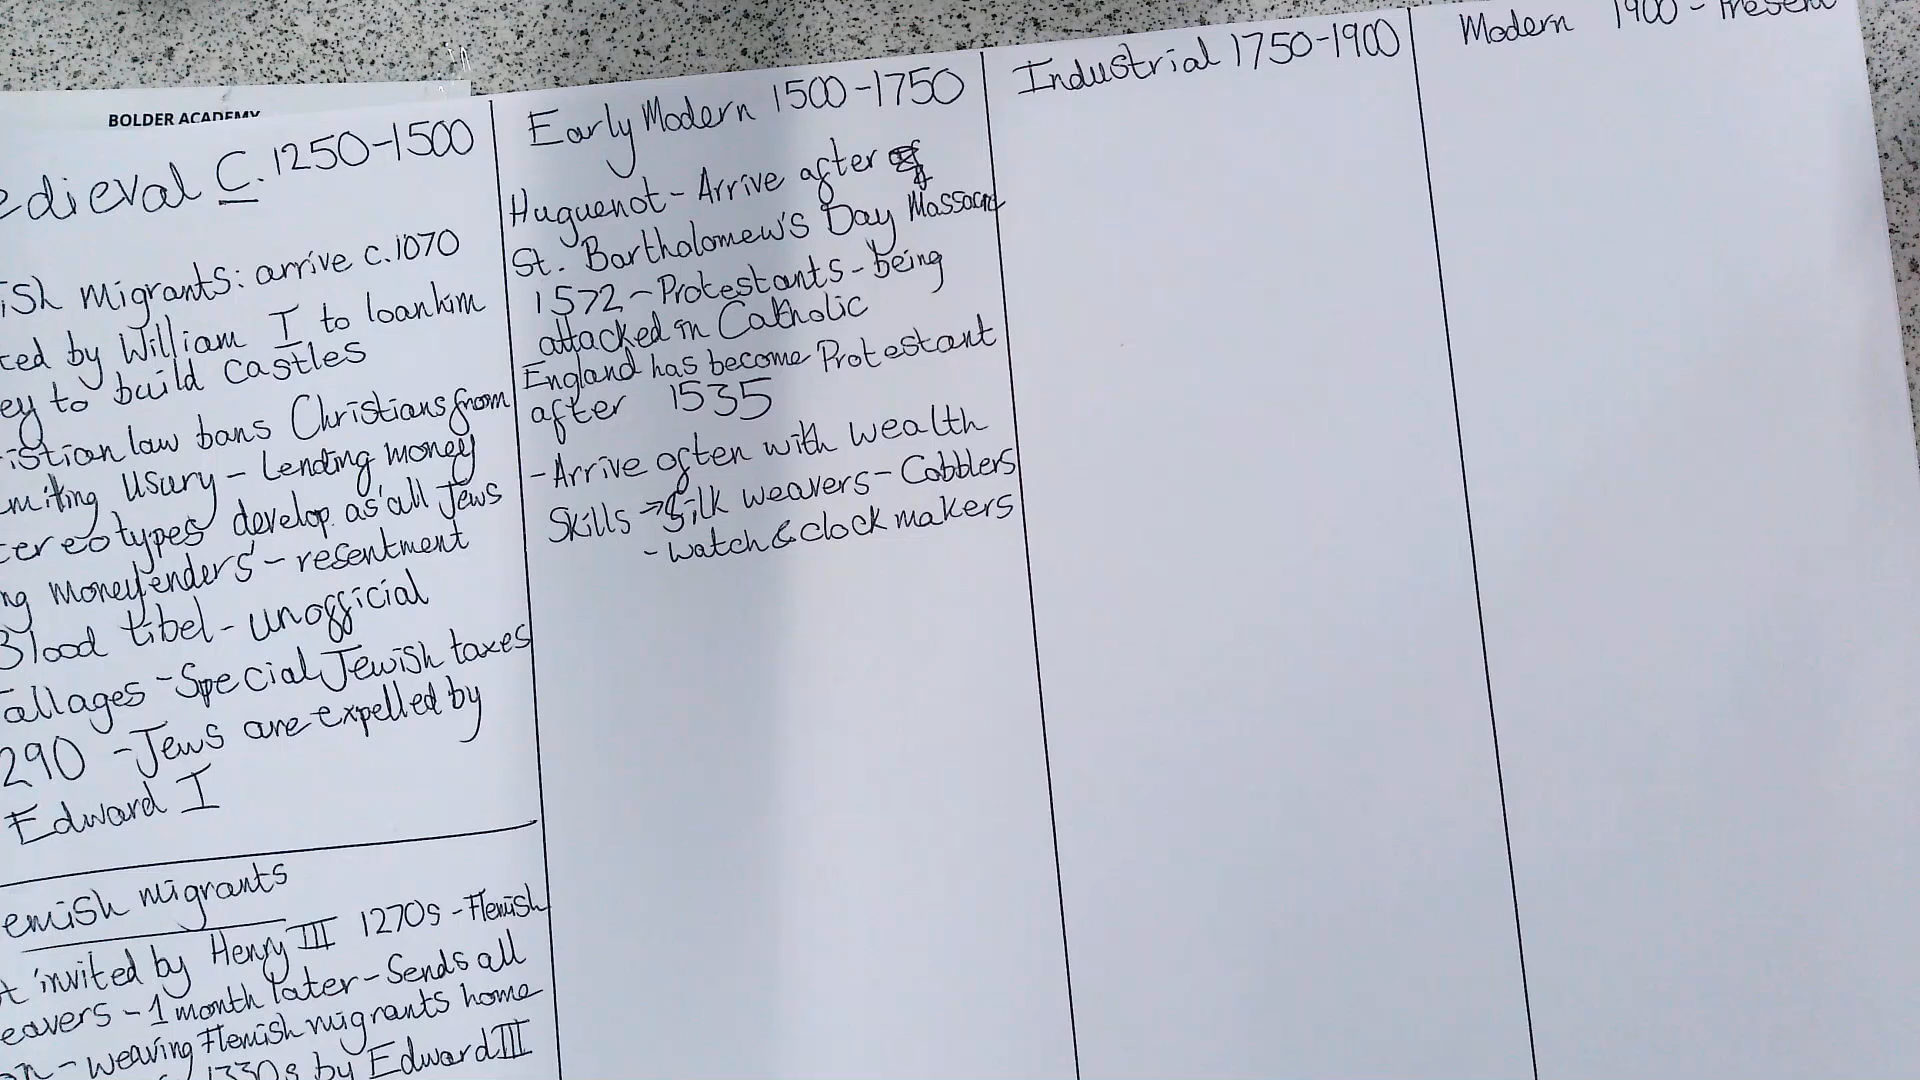 BOLDER ACADEMY
edieval C. 1250-1500
ish migrants: arrive c.1070
ted by William I to loan him
ey to build castles
istian law bans Christians from
miting Usury - Lending money
tereotypes develop as 'all Jews
ng moneylenders' - resentment
Blood libel - unofficial
allages - Special Jewish taxes
290 - Jews are expelled by
Edward I
emish migrants
t invited by Henry III 1270s - Flemish
eavers - 1 month later - Sends all
on - weaving Flemish migrants home
1330s by Edward III
Early Modern 1500-1750
Huguenot - Arrive after
St. Bartholomew's Day Massacre
1572 - Protestants - being
attacked in Catholic
England has become Protestant
after 1535
- Arrive often with wealth
Skills → Silk weavers - Cobblers
- watch & clock makers
Industrial 1750-1900
Modern 1900 - Present